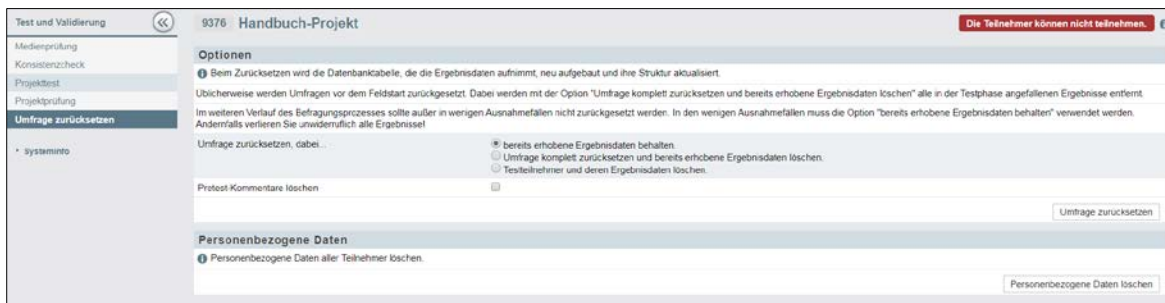 Test und Validierung
Medienprüfung
Konsistenzcheck
Projekttest
Projektprüfung
Umfrage zurücksetzen
Systeminfo
9376 Handbuch-Projekt
Die Teilnehmer können nicht teilnehmen.
Optionen
Beim Zurücksetzen wird die Datenbanktabelle, die die Ergebnisdaten aufnimmt, neu aufgebaut und ihre Struktur aktualisiert.
Üblicherweise werden Umfragen vor dem Feldstart zurückgesetzt. Dabei werden mit der Option "Umfrage komplett zurücksetzen und bereits erhobene Ergebnisdaten löschen" alle in der Testphase angefallenen Ergebnisse entfernt.
Im weiteren Verlauf des Befragungsprozesses sollte außer in wenigen Ausnahmefällen nicht zurückgesetzt werden. In den wenigen Ausnahmefällen muss die Option "bereits erhobene Ergebnisdaten behalten" verwendet werden.
Andernfalls verlieren Sie unwiderruflich alle Ergebnisse!
Umfrage zurücksetzen, dabei...
bereits erhobene Ergebnisdaten behalten.
Umfrage komplett zurücksetzen und bereits erhobene Ergebnisdaten löschen.
Testteilnehmer und deren Ergebnisdaten löschen.
Pretest-Kommentare löschen
Umfrage zurücksetzen
Personenbezogene Daten
Personenbezogene Daten aller Teilnehmer löschen.
Personenbezogene Daten löschen